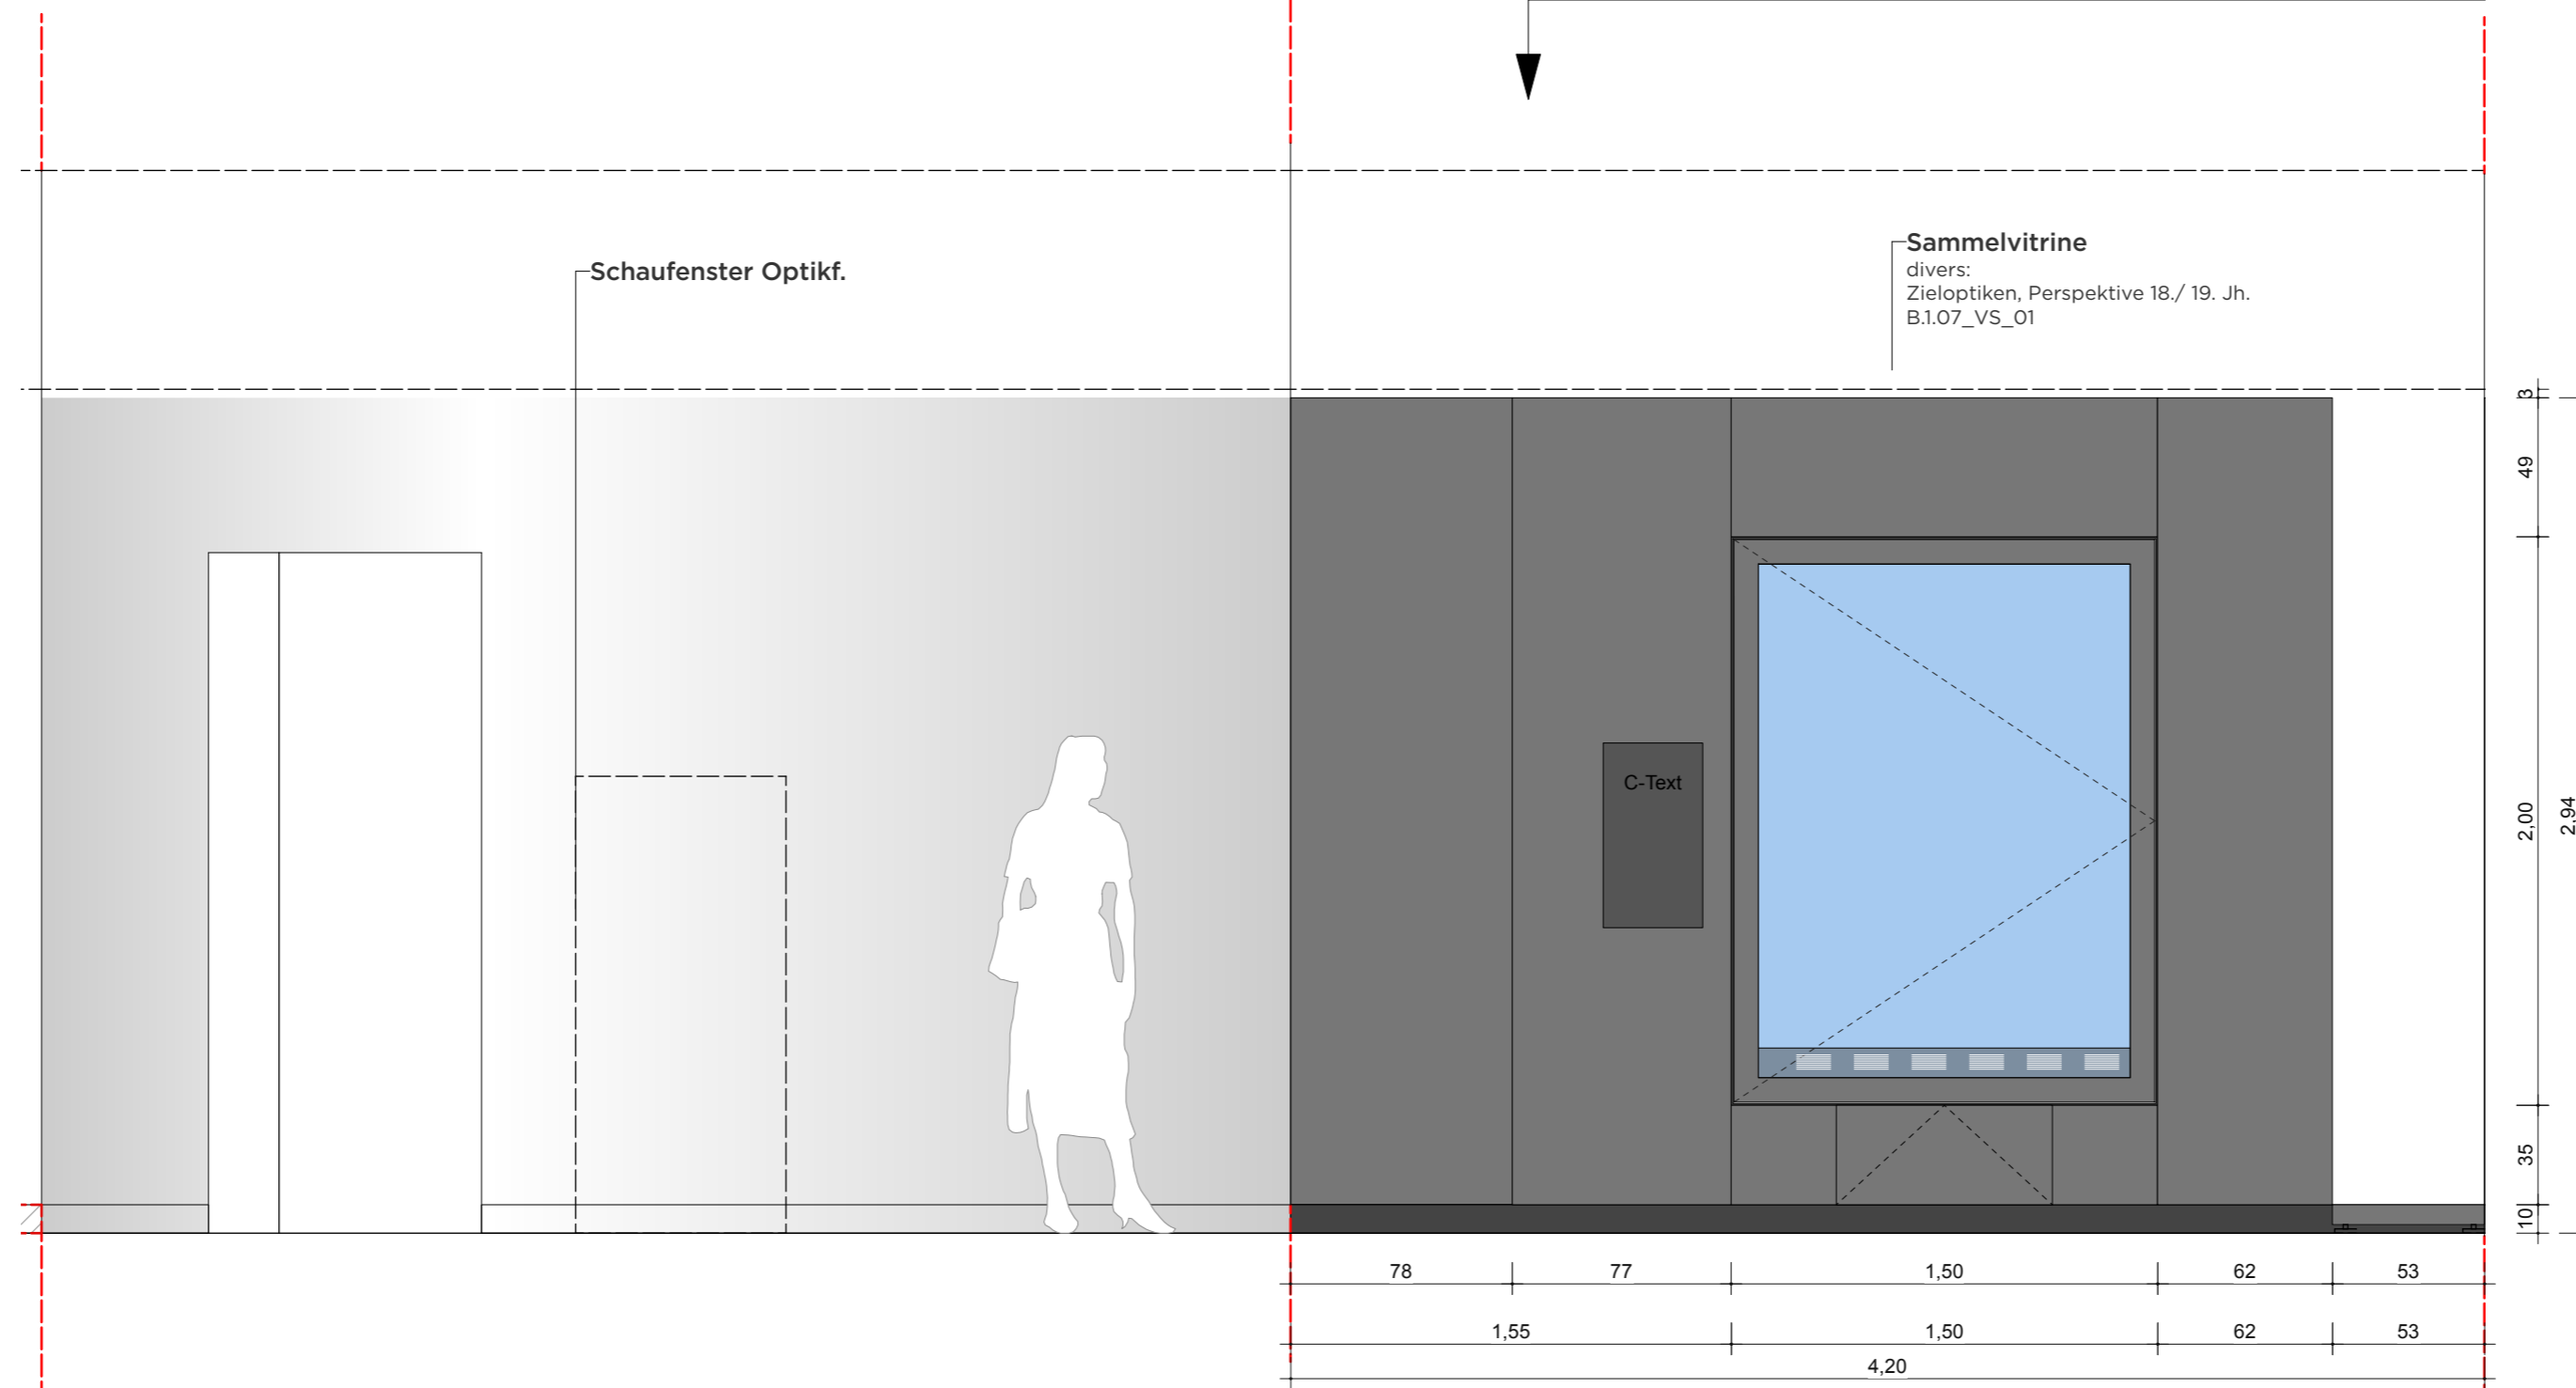 Schaufenster Optikf.
Sammelvitrine
divers:
Zieloptiken, Perspektive 18./ 19. Jh.
B.1.07_VS_01
C-Text
3
49
2,00
2,94
35
10
78 77 1,50 62 53
1,55 1,50 62 53
4,20